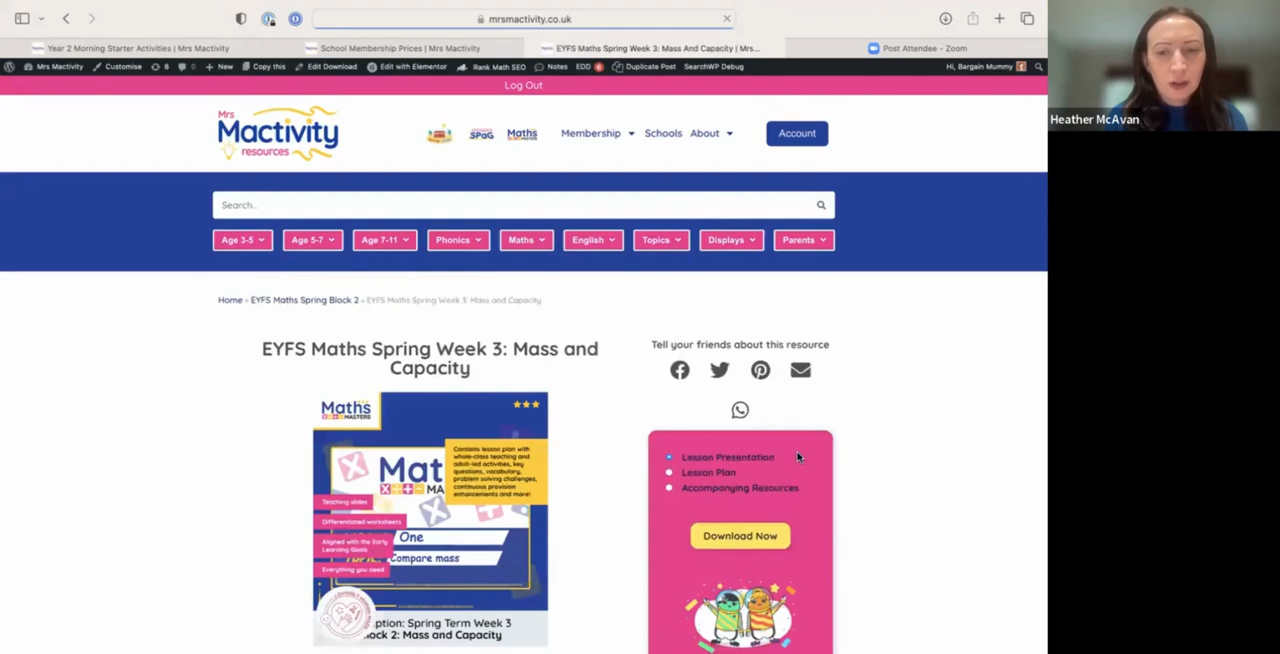 mrsmactivity.co.uk
Year 2 Morning Starter Activities | Mrs Mactivity
School Membership Prices | Mrs Mactivity
EYFS Maths Spring Week 3: Mass And Capacity | Mrs...
Post Attendee - Zoom
Mrs Mactivity Customise 8 0 New Copy this Edit Download Edit with Elementor Rank Math SEO Notes EDD 6 Duplicate Post SearchWP Debug Hi, Bargain Mummy
Heather McAvan
Log Out
Mrs
Mactivity
resources
SPaG Maths Membership Schools About Account
Search..
Age 3-5 Age 5-7 Age 7-11 Phonics Maths English Topics Displays Parents
Home » EYFS Maths Spring Block 2 » EYFS Maths Spring Week 3: Mass and Capacity
EYFS Maths Spring Week 3: Mass and
Capacity
Maths
MASTERS
Contains lesson plan with
whole-class teaching and
adult-led activities, key
questions, vocabulary,
problem solving challenges,
continuous provision
enhancements and more!
Mat
MA
Teaching slides
Differentiated worksheets
Aligned with the Early
Learning Goals
Everything you need
One
Compare mass
ption: Spring Term Week 3
lock 2: Mass and Capacity
Tell your friends about this resource
Lesson Presentation
Lesson Plan
Accompanying Resources
Download Now